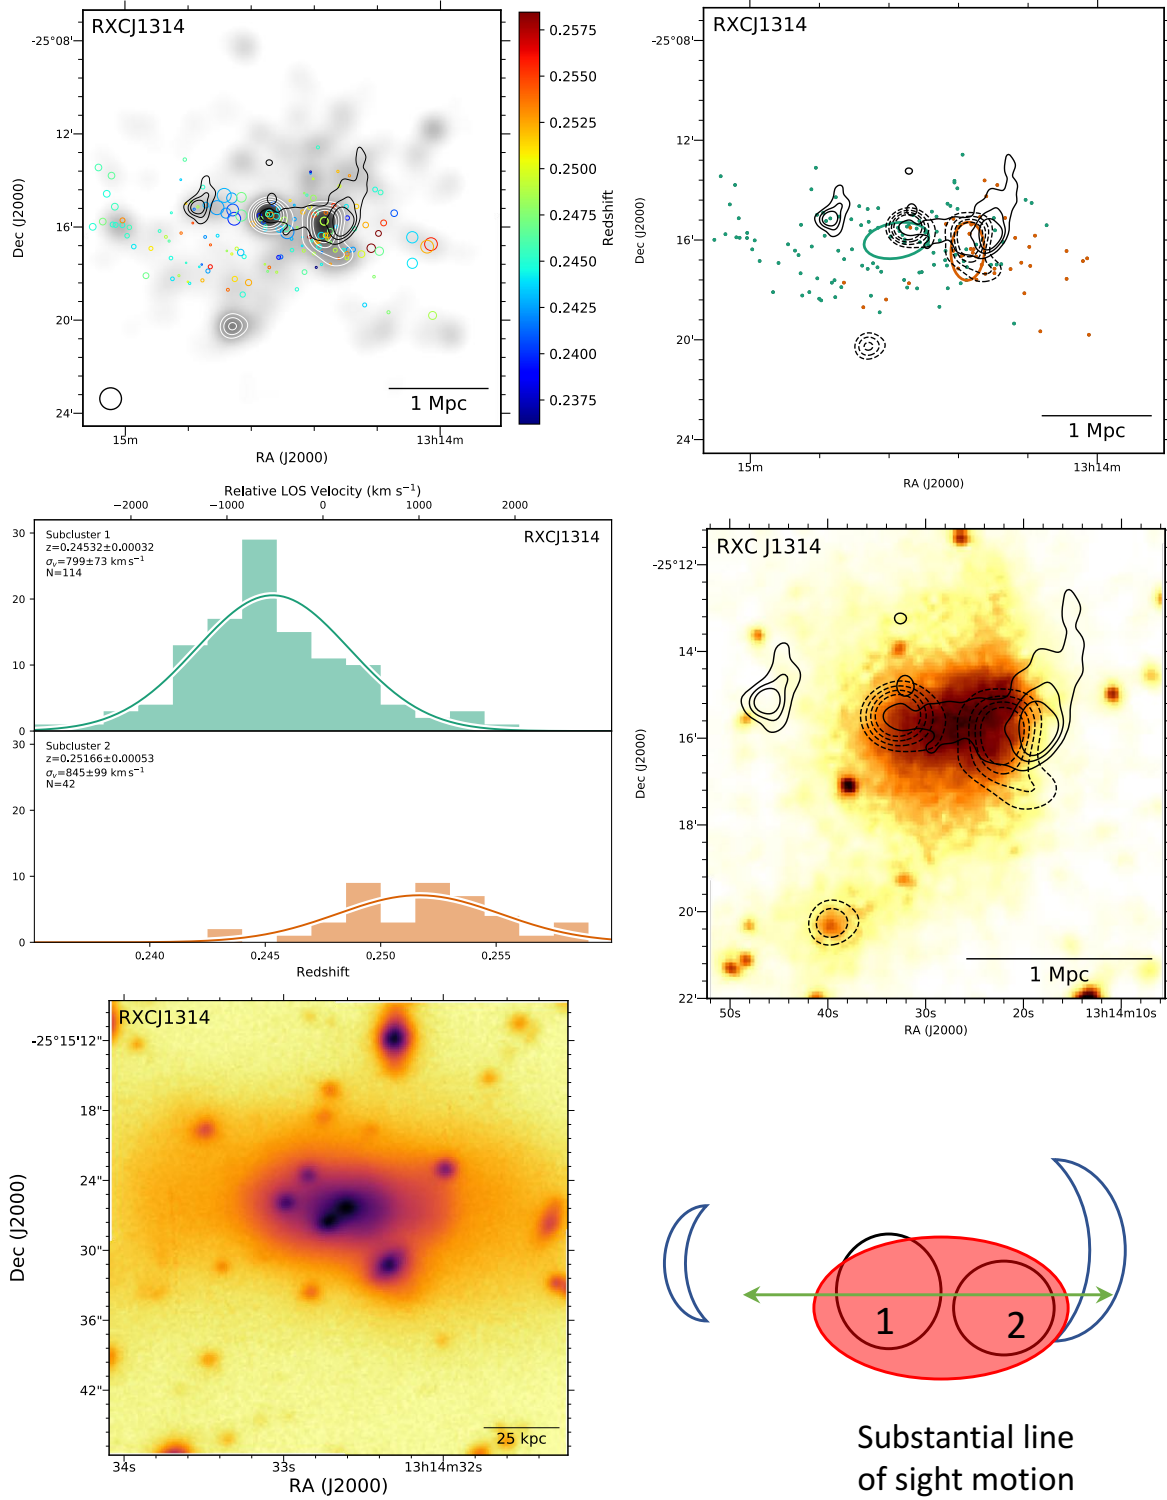 RXCJ1314
-25°08'
12'
16'
20'
24'
Dec (J2000)
15m
13h14m
RA (J2000)
1 Mpc
0.2575
0.2550
0.2525
0.2500
0.2475
0.2450
0.2425
0.2400
0.2375
Redshift
RXCJ1314
-25°08'
12'
16'
20'
24'
Dec (J2000)
15m
13h14m
RA (J2000)
1 Mpc
Relative LOS Velocity (km s⁻¹)
−2000 −1000 0 1000 2000
RXCJ1314
Subcluster 1
z=0.24532±0.00032
σᵥ=799±73 km s⁻¹
N=114
30
20
10
0
Subcluster 2
z=0.25166±0.00053
σᵥ=845±99 km s⁻¹
N=42
30
20
10
0
0.240 0.245 0.250 0.255
Redshift
RXC J1314
-25°12'
14'
16'
18'
20'
22'
Dec (J2000)
50s 40s 30s 20s 13h14m10s
RA (J2000)
1 Mpc
RXCJ1314
-25°15'12"
18"
24"
30"
36"
42"
Dec (J2000)
34s 33s 13h14m32s
RA (J2000)
25 kpc
1 2
Substantial line
of sight motion